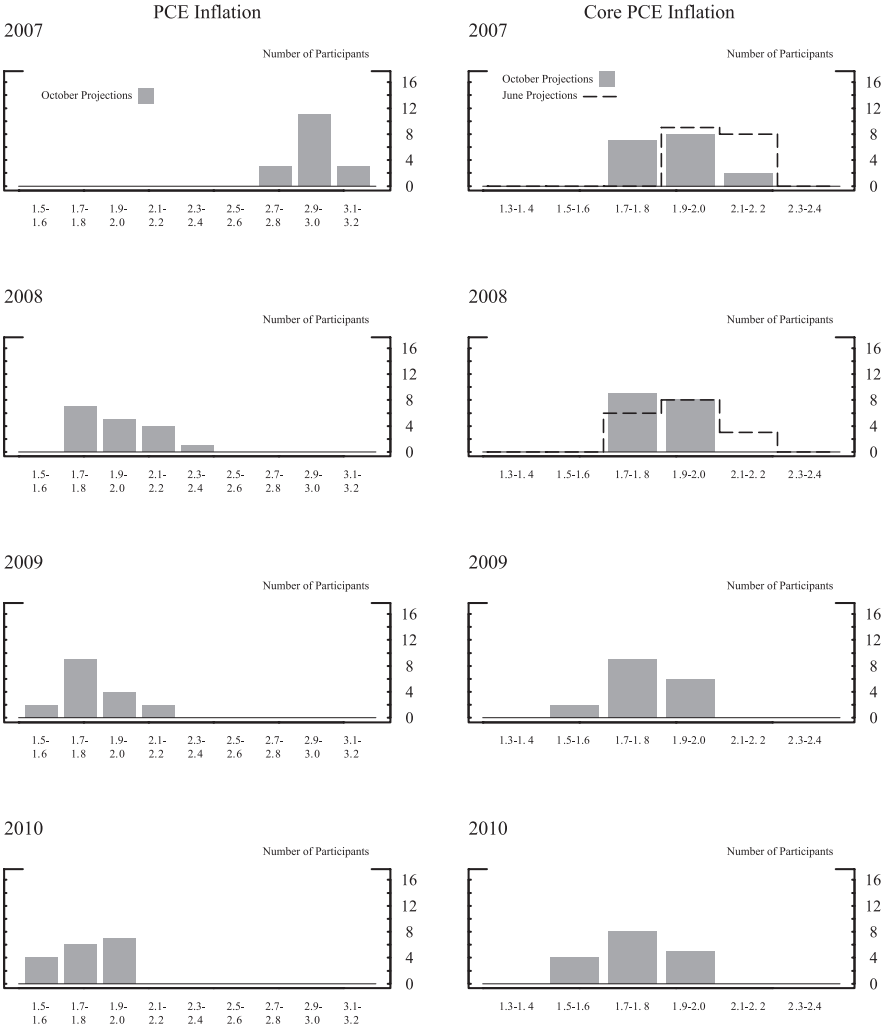 PCE Inflation
2007
Number of Participants
October Projections
16
12
8
4
0
1.5- 1.7- 1.9- 2.1- 2.3- 2.5- 2.7- 2.9- 3.1-
1.6 1.8 2.0 2.2 2.4 2.6 2.8 3.0 3.2
2008
Number of Participants
16
12
8
4
0
1.5- 1.7- 1.9- 2.1- 2.3- 2.5- 2.7- 2.9- 3.1-
1.6 1.8 2.0 2.2 2.4 2.6 2.8 3.0 3.2
2009
Number of Participants
16
12
8
4
0
1.5- 1.7- 1.9- 2.1- 2.3- 2.5- 2.7- 2.9- 3.1-
1.6 1.8 2.0 2.2 2.4 2.6 2.8 3.0 3.2
2010
Number of Participants
16
12
8
4
0
1.5- 1.7- 1.9- 2.1- 2.3- 2.5- 2.7- 2.9- 3.1-
1.6 1.8 2.0 2.2 2.4 2.6 2.8 3.0 3.2
Core PCE Inflation
2007
Number of Participants
October Projections
June Projections
16
12
8
4
0
1.3-1.4 1.5-1.6 1.7-1.8 1.9-2.0 2.1-2.2 2.3-2.4
2008
Number of Participants
16
12
8
4
0
1.3-1.4 1.5-1.6 1.7-1.8 1.9-2.0 2.1-2.2 2.3-2.4
2009
Number of Participants
16
12
8
4
0
1.3-1.4 1.5-1.6 1.7-1.8 1.9-2.0 2.1-2.2 2.3-2.4
2010
Number of Participants
16
12
8
4
0
1.3-1.4 1.5-1.6 1.7-1.8 1.9-2.0 2.1-2.2 2.3-2.4